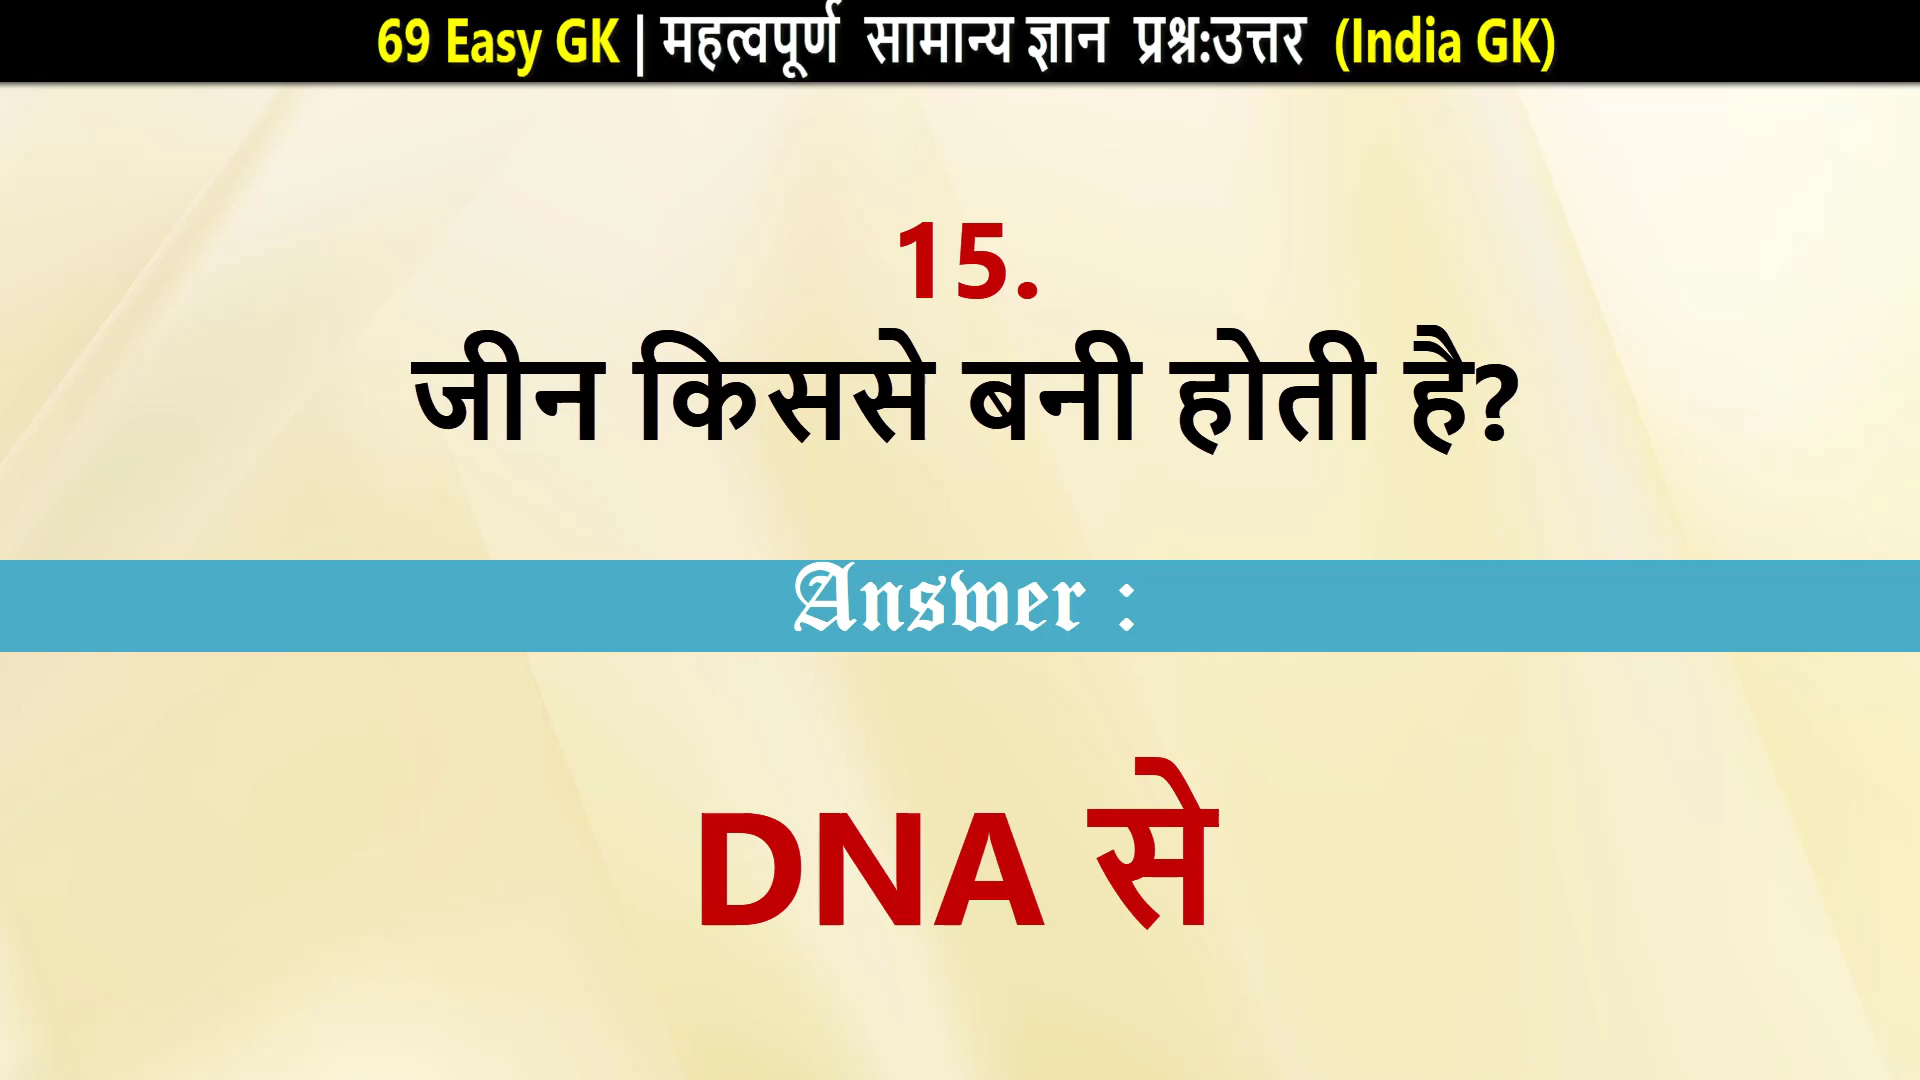 69 Easy GK | महत्वपूर्ण सामान्य ज्ञान प्रश्न:उत्तर (India GK)
15.
जीन किससे बनी होती है?
Answer :
DNA से